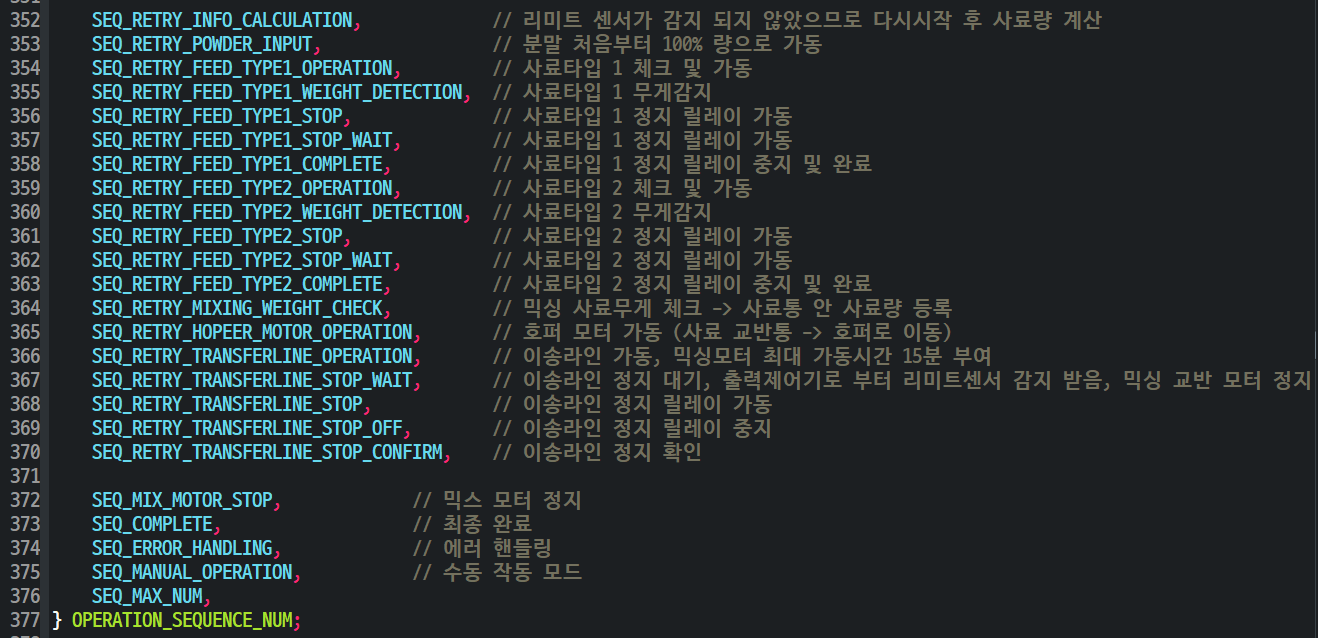 352 SEQ_RETRY_INFO_CALCULATION, // 리미트 센서가 감지 되지 않았으므로 다시시작 후 사료량 계산
353 SEQ_RETRY_POWDER_INPUT, // 분말 처음부터 100% 량으로 가동
354 SEQ_RETRY_FEED_TYPE1_OPERATION, // 사료타입 1 체크 및 가동
355 SEQ_RETRY_FEED_TYPE1_WEIGHT_DETECTION, // 사료타입 1 무게감지
356 SEQ_RETRY_FEED_TYPE1_STOP, // 사료타입 1 정지 릴레이 가동
357 SEQ_RETRY_FEED_TYPE1_STOP_WAIT, // 사료타입 1 정지 릴레이 가동
358 SEQ_RETRY_FEED_TYPE1_COMPLETE, // 사료타입 1 정지 릴레이 중지 및 완료
359 SEQ_RETRY_FEED_TYPE2_OPERATION, // 사료타입 2 체크 및 가동
360 SEQ_RETRY_FEED_TYPE2_WEIGHT_DETECTION, // 사료타입 2 무게감지
361 SEQ_RETRY_FEED_TYPE2_STOP, // 사료타입 2 정지 릴레이 가동
362 SEQ_RETRY_FEED_TYPE2_STOP_WAIT, // 사료타입 2 정지 릴레이 가동
363 SEQ_RETRY_FEED_TYPE2_COMPLETE, // 사료타입 2 정지 릴레이 중지 및 완료
364 SEQ_RETRY_MIXING_WEIGHT_CHECK, // 믹싱 사료무게 체크 -> 사료통 안 사료량 등록
365 SEQ_RETRY_HOPEER_MOTOR_OPERATION, // 호퍼 모터 가동 (사료 교반통 -> 호퍼로 이동)
366 SEQ_RETRY_TRANSFERLINE_OPERATION, // 이송라인 가동, 믹싱모터 최대 가동시간 15분 부여
367 SEQ_RETRY_TRANSFERLINE_STOP_WAIT, // 이송라인 정지 대기, 출력제어기로 부터 리미트센서 감지 받음, 믹싱 교반 모터 정지
368 SEQ_RETRY_TRANSFERLINE_STOP, // 이송라인 정지 릴레이 가동
369 SEQ_RETRY_TRANSFERLINE_STOP_OFF, // 이송라인 정지 릴레이 중지
370 SEQ_RETRY_TRANSFERLINE_STOP_CONFIRM, // 이송라인 정지 확인
371
372 SEQ_MIX_MOTOR_STOP, // 믹스 모터 정지
373 SEQ_COMPLETE, // 최종 완료
374 SEQ_ERROR_HANDLING, // 에러 핸들링
375 SEQ_MANUAL_OPERATION, // 수동 작동 모드
376 SEQ_MAX_NUM,
377 } OPERATION_SEQUENCE_NUM;